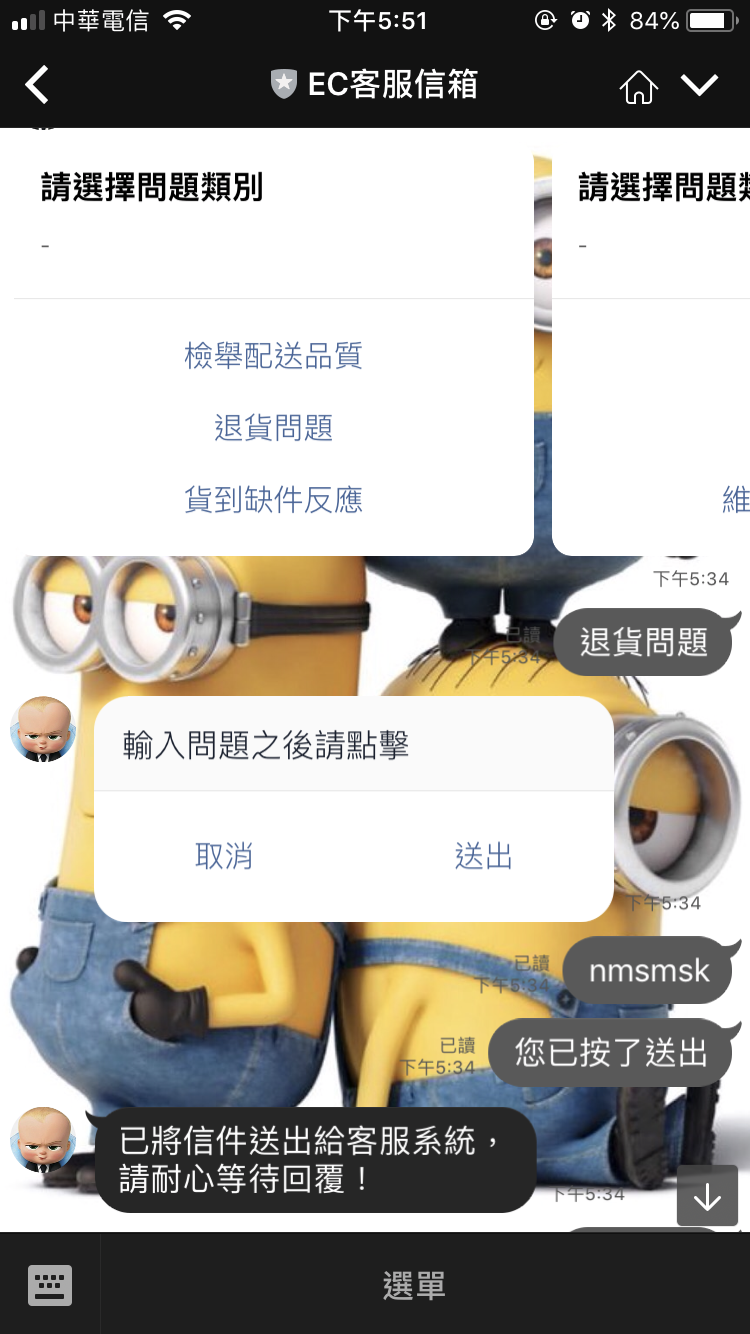 中華電信 下午5:51 84%
EC客服信箱
請選擇問題類別
請選擇問題
-
-
檢舉配送品質
退貨問題
貨到缺件反應
維
下午5:34
退貨問題
已讀
下午5:34
輸入問題之後請點擊
取消 送出
下午5:34
nmsmsk
已讀
下午5:34
您已按了送出
已讀
下午5:34
已將信件送出給客服系統，
請耐心等待回覆！
下午5:34
選單